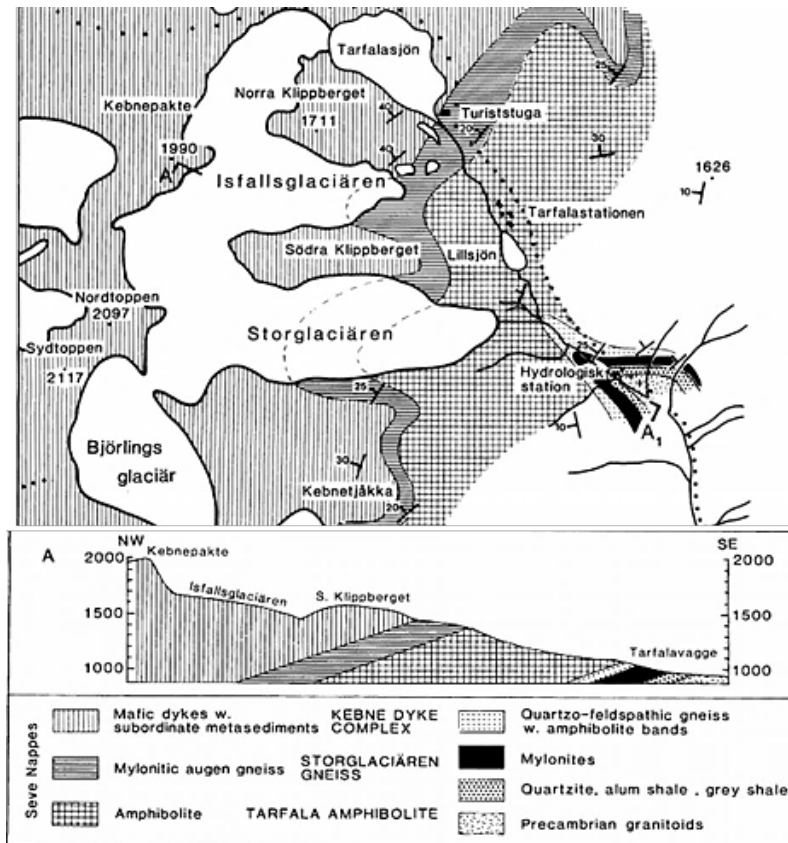 Tarfalasjön
Norra Klippberget
1711
Kebnepakte
1990
A
40
40
Turiststuga
20
25
30
1626
10
Isfallsglaciären
Tarfalastationen
Södra Klippberget
Lillsjön
Nordtoppen
2097
Storglaciären
Sydtoppen
2117
25
Hydrologisk
station
25
A1
10
Björlings
glaciär
30
Kebnetjåkka
20
A
NW
SE
Kebnepakte
2000
2000
Isfallsglaciären
S. Klippberget
1500
1500
Tarfalavagge
1000
1000
Seve Nappes
Mafic dykes w.
subordinate metasediments
KEBNE DYKE
COMPLEX
Mylonitic augen gneiss
STORGLACIÄREN
GNEISS
Amphibolite
TARFALA AMPHIBOLITE
Quartzo-feldspathic gneiss
w. amphibolite bands
Mylonites
Quartzite, alum shale, grey shale
Precambrian granitoids